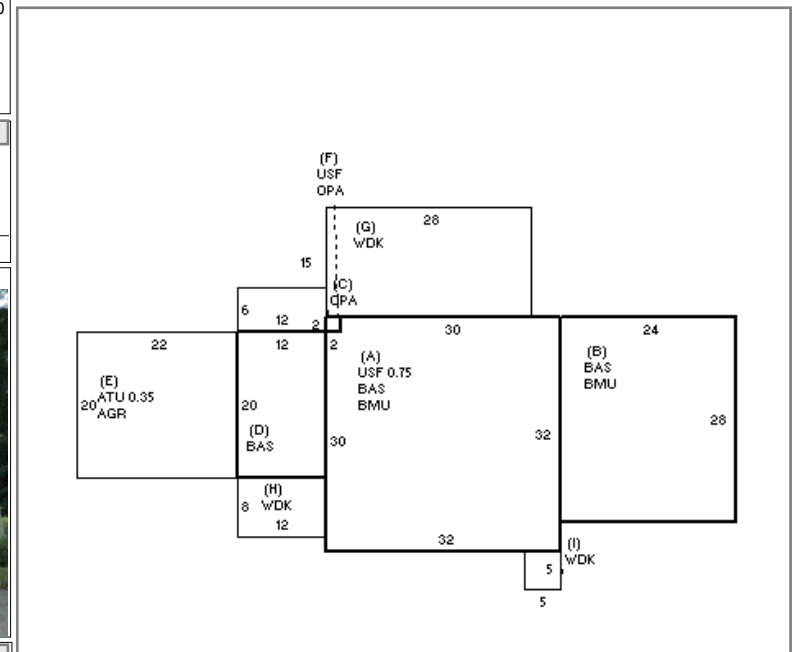 (F)
USF
OPA
28
(G)
WDK
15
(C)
OPA
6
12
2
30
24
22
12
2
(A)
USF 0.75
BAS
BMU
(B)
BAS
BMU
(E)
ATU 0.35
AGR
20
20
28
(D)
BAS
30
32
(H)
WDK
8
12
32
(I)
WDK
5
5